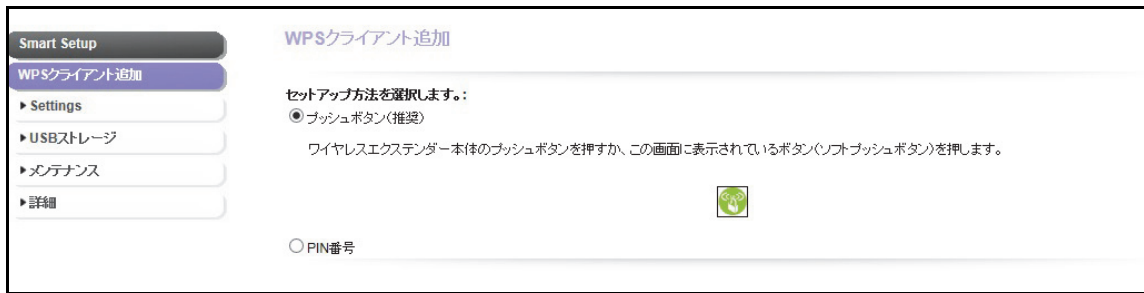 Smart Setup
WPSクライアント追加
▶ Settings
▶ USBストレージ
▶ メンテナンス
▶ 詳細
WPSクライアント追加
セットアップ方法を選択します。:
プッシュボタン(推奨)
ワイヤレスエクステンダー本体のプッシュボタンを押すか、この画面に表示されているボタン(ソフトプッシュボタン)を押します。
PIN番号